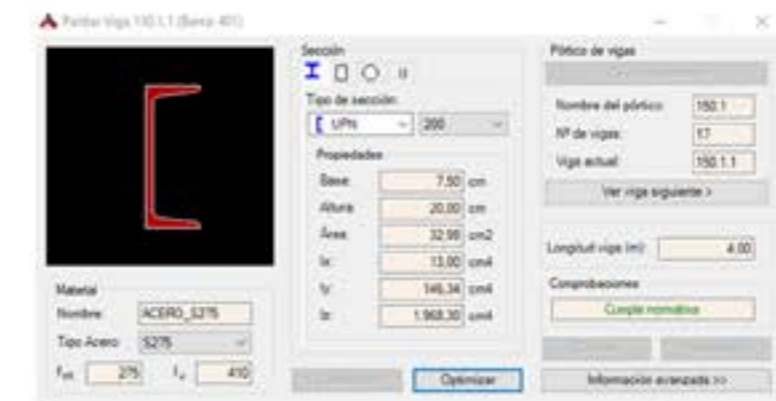 Peritar Viga 150.1.1 (Barra: 401)
Sección
Tipo de sección:
UPN 200
Propiedades
Base: 7,50 cm
Altura: 20,00 cm
Área: 32,98 cm2
Ix: 13,00 cm4
Iy: 146,34 cm4
Iz: 1.968,30 cm4
Optimizar
Material
Nombre: ACERO_S275
Tipo Acero: S275
275
410
Pórtico de vigas
Nombre del pórtico: 150.1
Nº de vigas: 17
Viga actual: 150.1.1
Ver viga siguiente >
Longitud viga (m): 4.00
Comprobaciones
Cumple normativa
Información avanzada >>